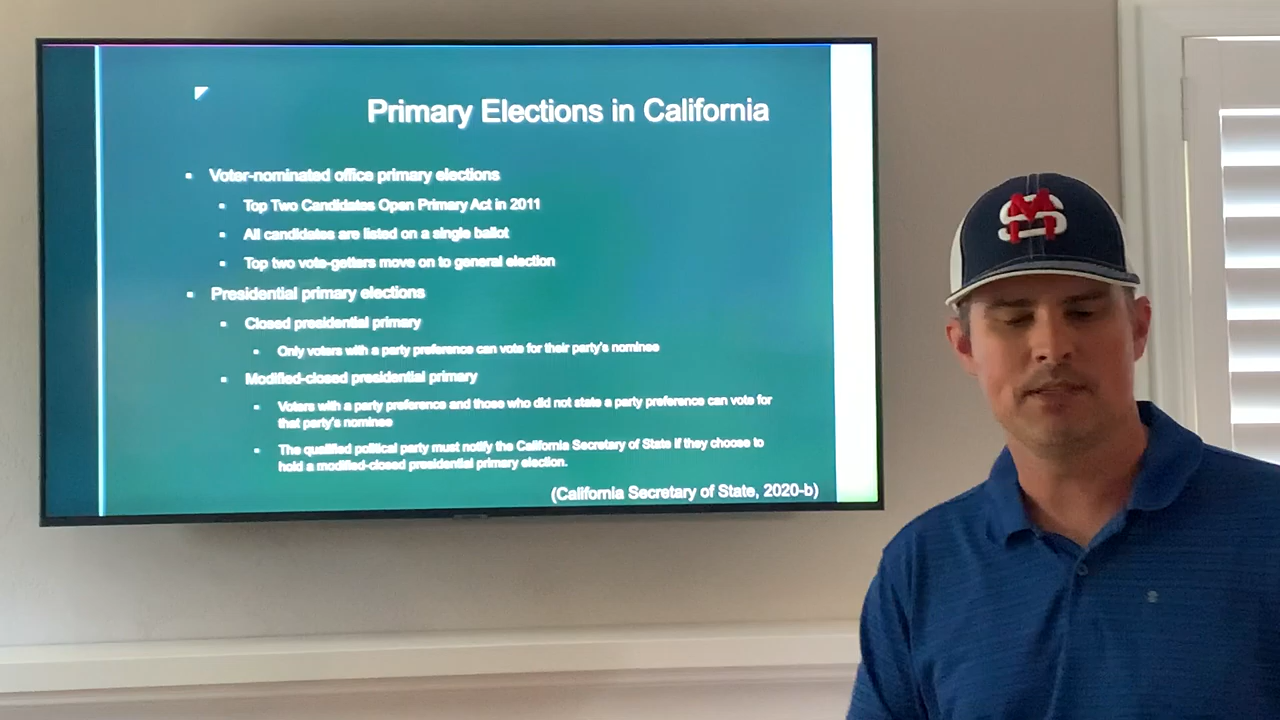 Primary Elections in California
▪ Voter-nominated office primary elections
▪ Top Two Candidates Open Primary Act in 2011
▪ All candidates are listed on a single ballot
▪ Top two vote-getters move on to general election
▪ Presidential primary elections
▪ Closed presidential primary
▪ Only voters with a party preference can vote for their party's nominee
▪ Modified-closed presidential primary
▪ Voters with a party preference and those who did not state a party preference can vote for
that party's nominee
▪ The qualified political party must notify the California Secretary of State if they choose to
hold a modified-closed presidential primary election.
(California Secretary of State, 2020-b)
SM